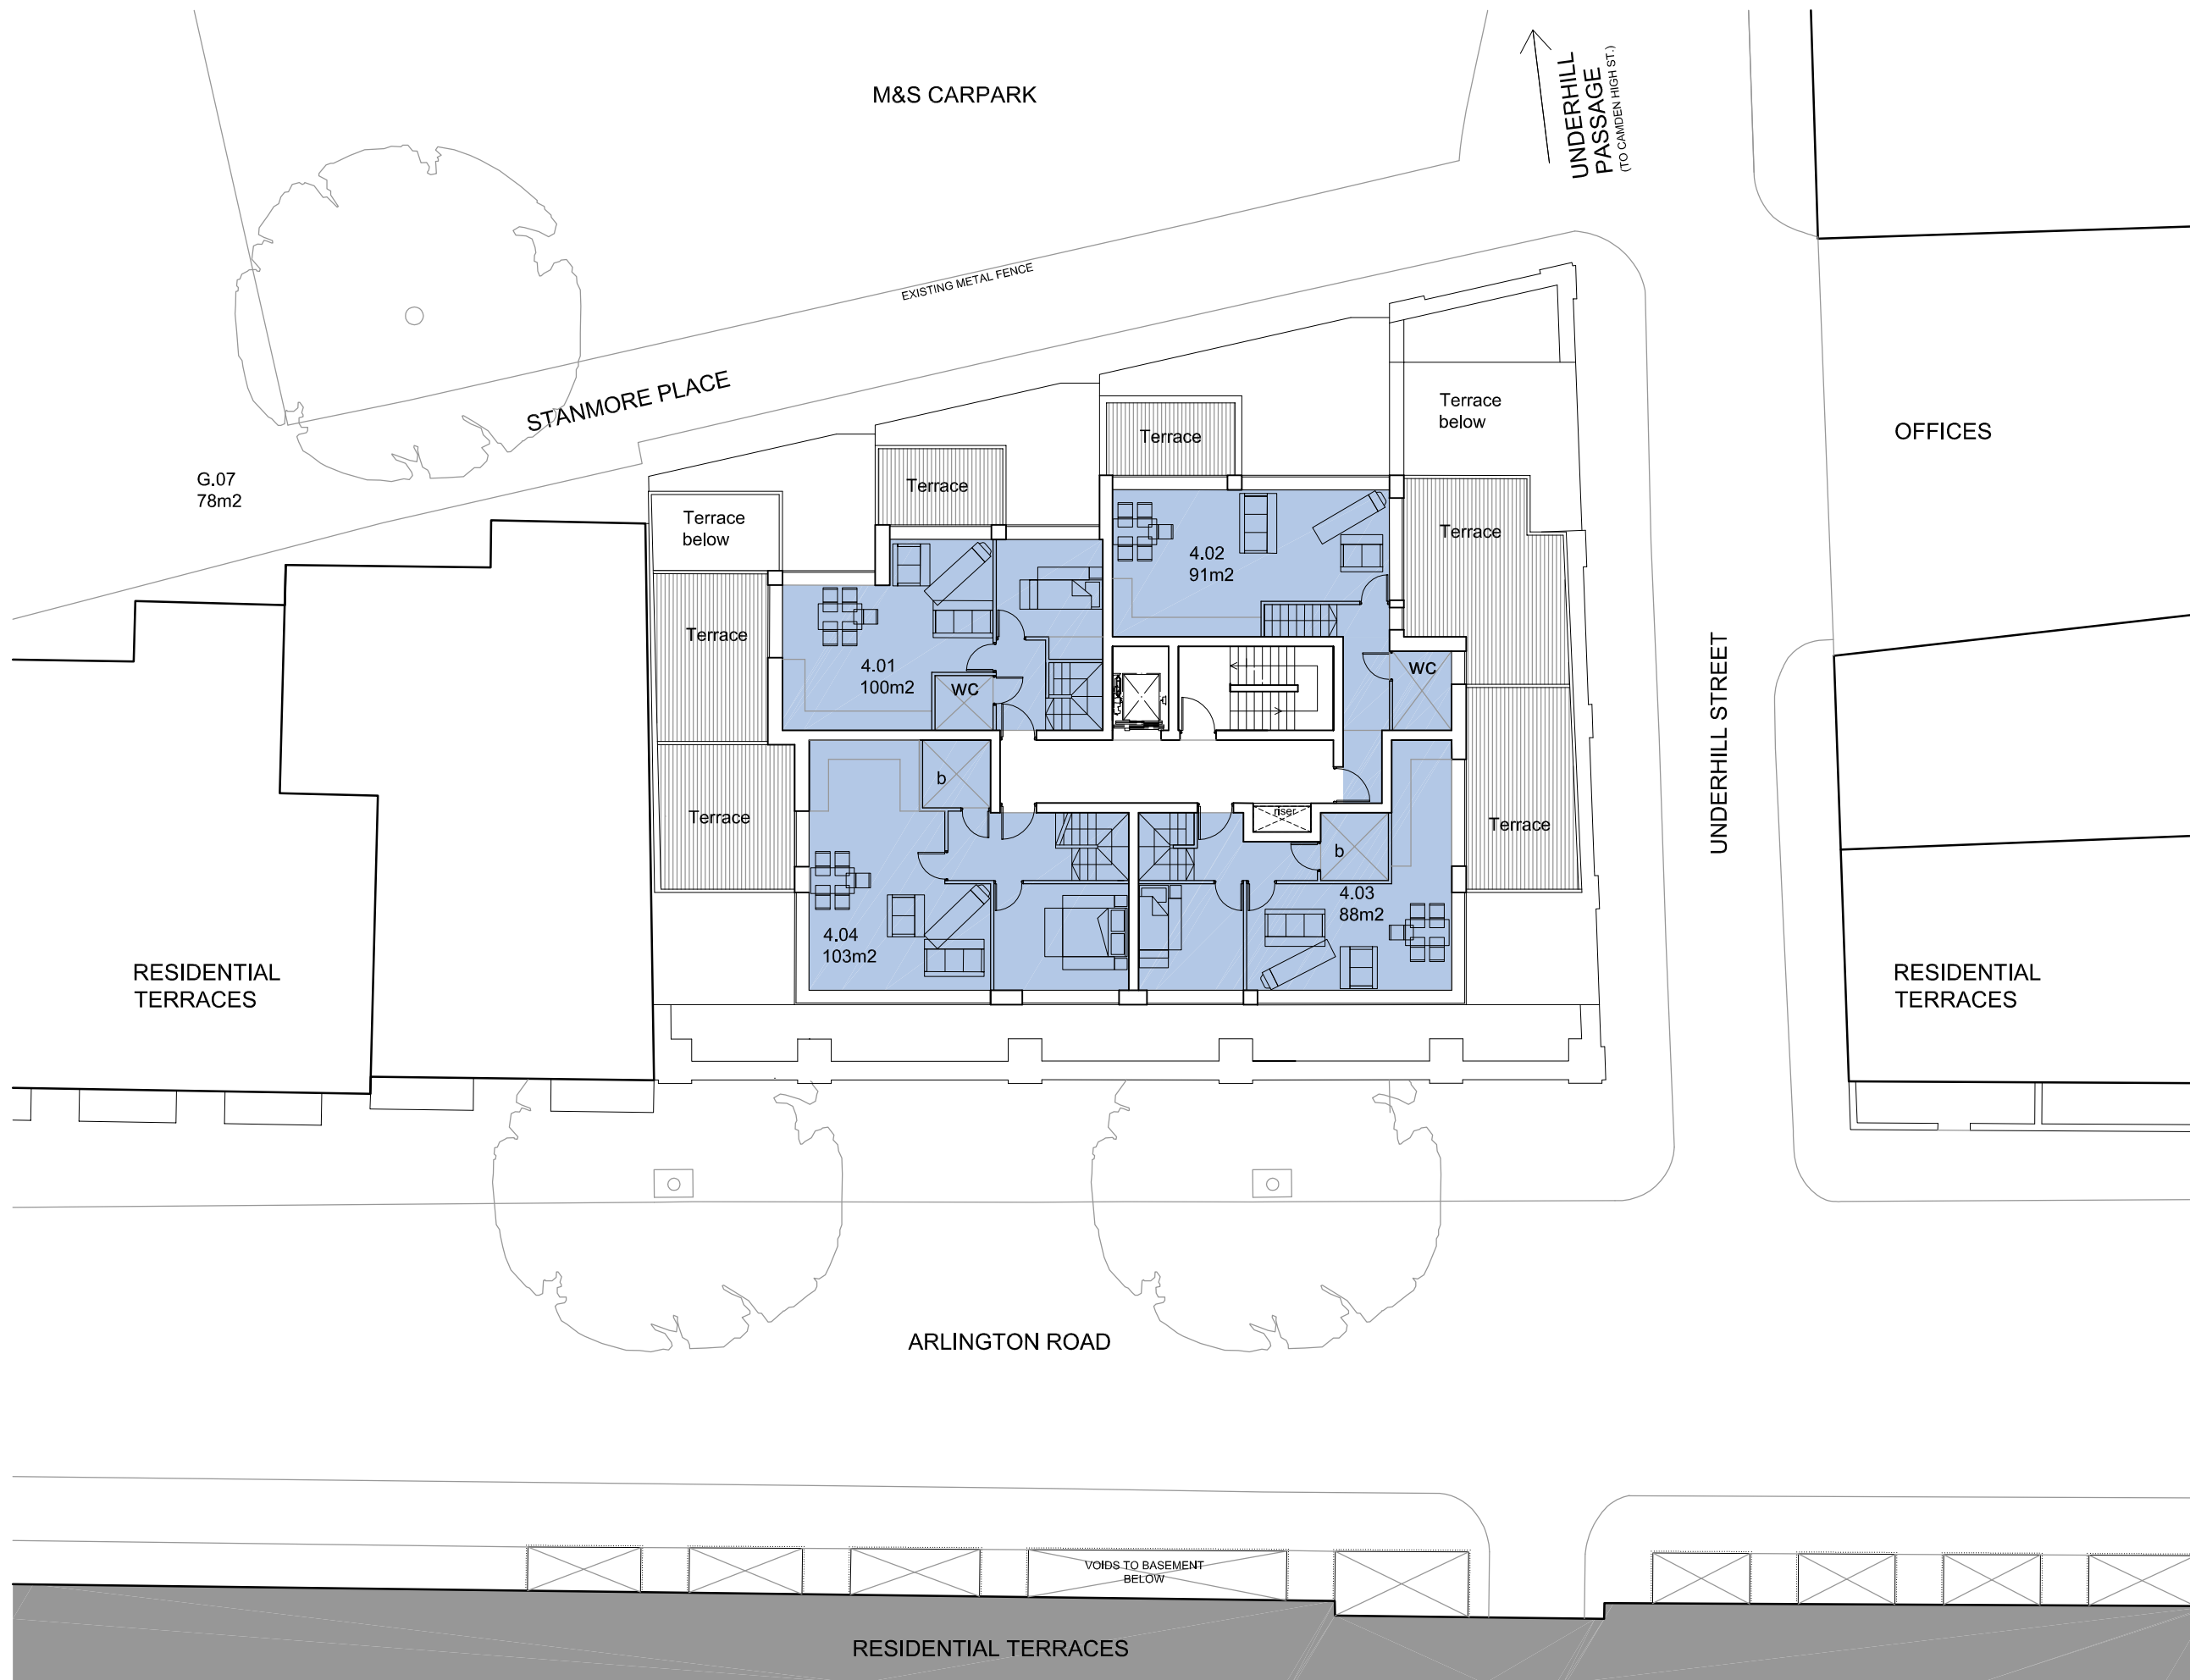 M&S CARPARK
UNDERHILL
PASSAGE
(TO CAMDEN HIGH ST.)
EXISTING METAL FENCE
STANMORE PLACE
G.07
78m2
Terrace
below
Terrace
Terrace
Terrace
below
OFFICES
Terrace
Terrace
4.01
100m2
WC
4.02
91m2
WC
UNDERHILL STREET
Terrace
b
riser
b
Terrace
4.04
103m2
4.03
88m2
RESIDENTIAL
TERRACES
RESIDENTIAL
TERRACES
ARLINGTON ROAD
VOIDS TO BASEMENT
BELOW
RESIDENTIAL TERRACES